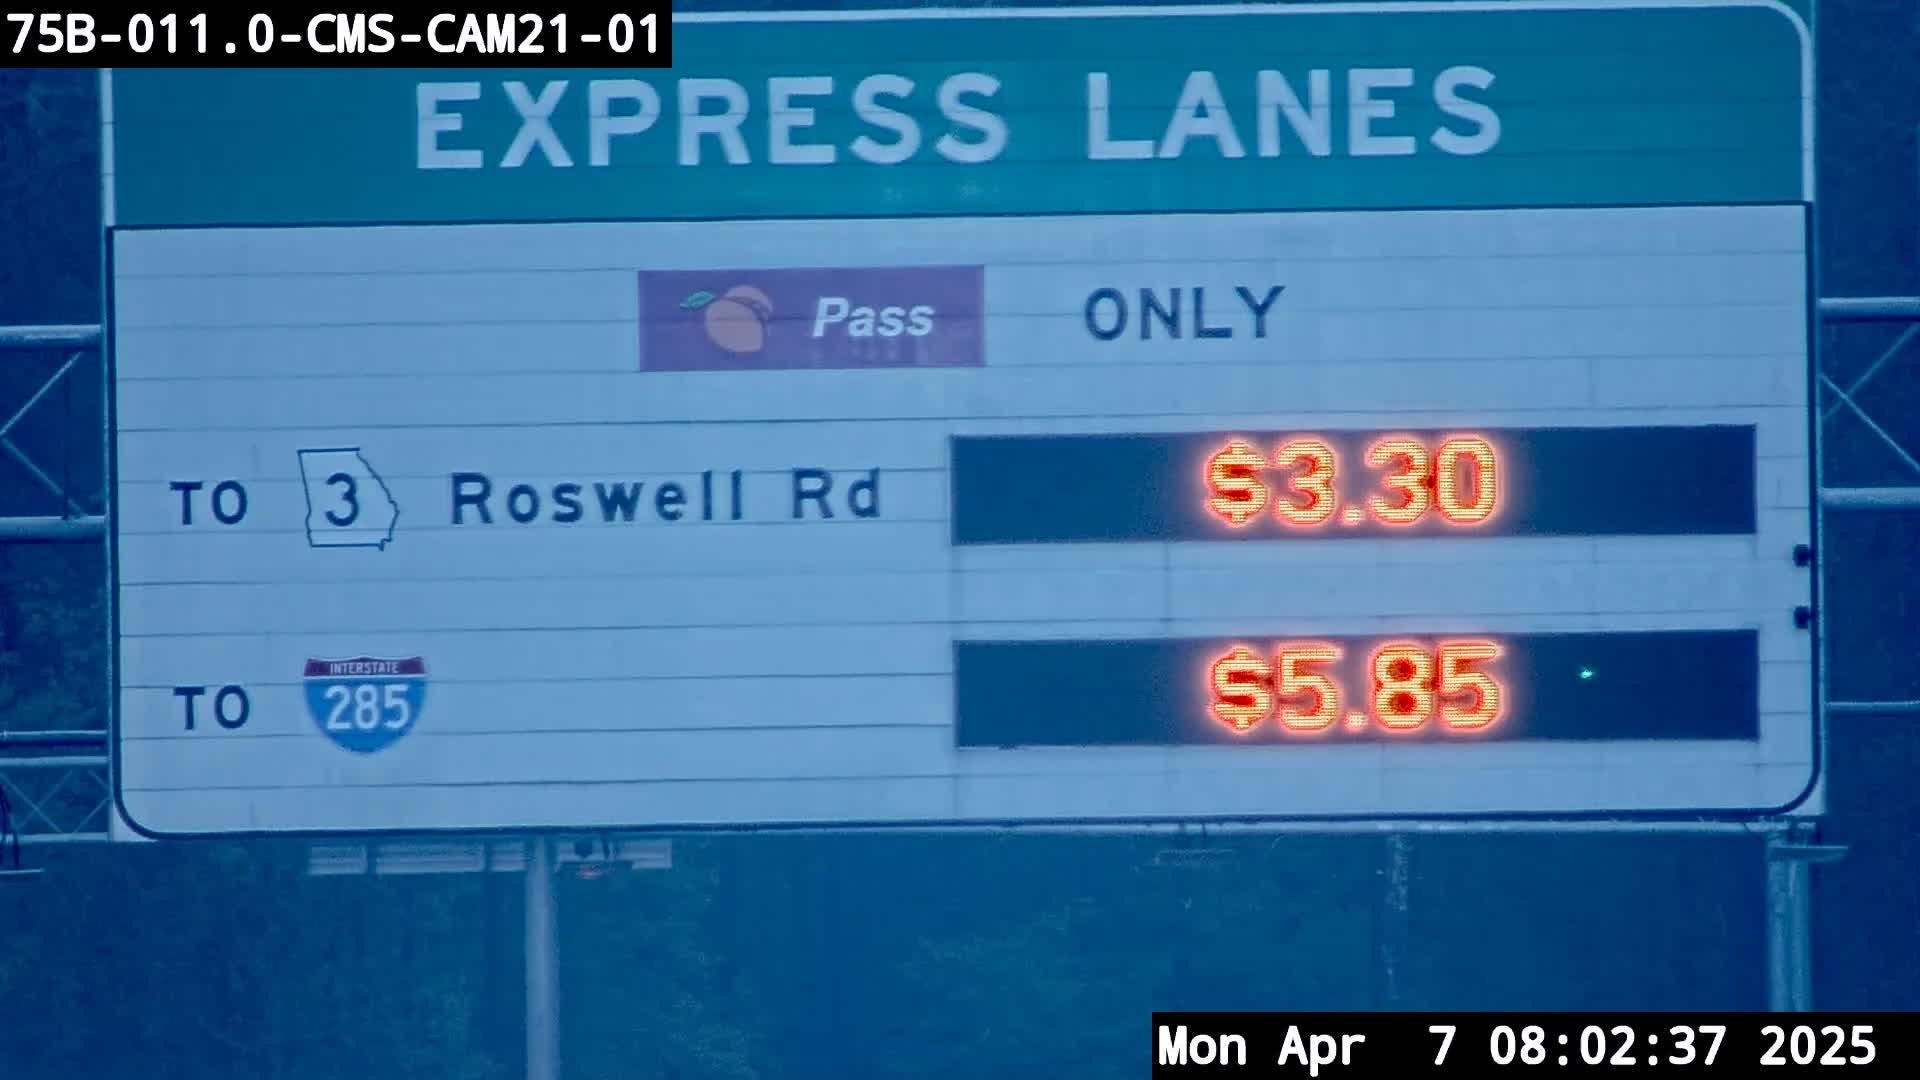 75B-011.0-CMS-CAM21-01
EXPRESS LANES
Pass ONLY
TO 3 Roswell Rd $3.30
INTERSTATE
TO 285 $5.85
Mon Apr 7 08:02:37 2025